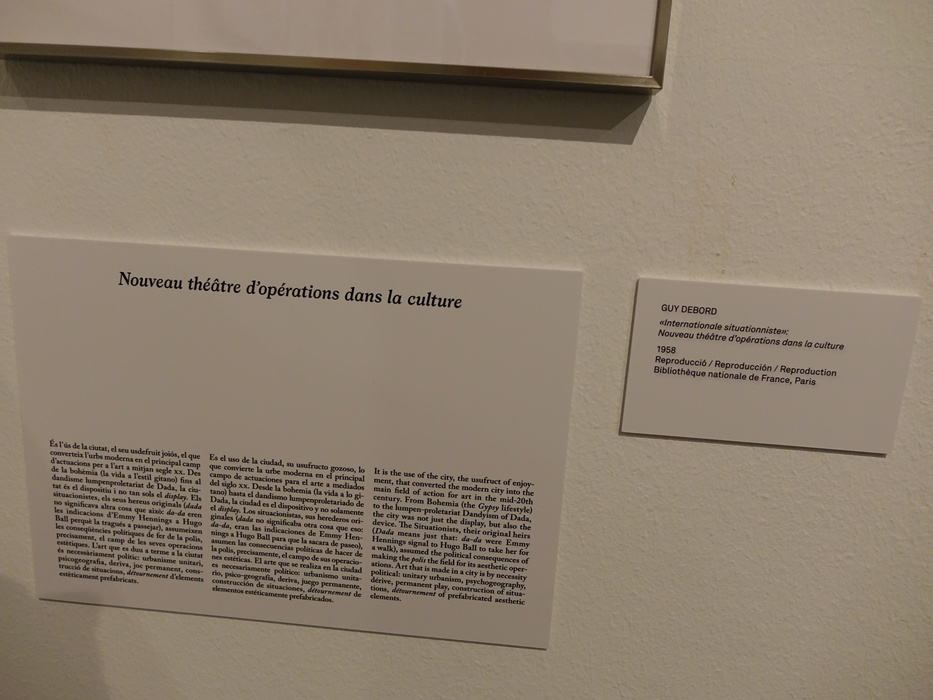 Nouveau théâtre d'opérations dans la culture
És l'ús de la ciutat, el seu usdefruit joiós, el que
converteia l'urbs moderna en el principal camp
d'actuacions per a l'art a mitjan segle xx. Des
de la bohèmia (la vida a l'estil gitano) fins al
dandisme lumpenproletariat de Dada, la ciu-
tat és el dispositiu i no tan sols el display. Els
situacionistes, els seus hereus originals (dada
no significava altra cosa que això: da-da eren
les indicacions d'Emmy Hennings a Hugo
Ball perquè la tragués a passejar), assumeixen
les conseqüències polítiques de fer de la polis,
precisament, el camp de les seves operacions
estètiques. L'art que es duu a terme a la ciutat
és necessàriament polític: urbanisme unitari,
psicogeografia, deriva, joc permanent, cons-
trucció de situacions, détournement d'elements
estèticament prefabricats.
Es el uso de la ciudad, su usufructo gozoso, lo
que convierte la urbe moderna en el principal
campo de actuaciones para el arte a mediados
del siglo xx. Desde la bohemia (la vida a lo gi-
tano) hasta el dandismo lumpenproletariado de
Dada, la ciudad es el dispositivo y no solamente
el display. Los situacionistas, sus herederos ori-
ginales (dada no significaba otra cosa que eso:
da-da, eran las indicaciones de Emmy Hen-
nings a Hugo Ball para que la sacara de paseo),
asumen las consecuencias políticas de hacer de
la polis, precisamente, el campo de sus operacio-
nes estéticas. El arte que se realiza en la ciudad
es necesariamente político: urbanismo unita-
rio, psico-geografía, deriva, juego permanente,
construcción de situaciones, détournement de
elementos estéticamente prefabricados.
It is the use of the city, the usufruct of enjoy-
ment, that converted the modern city into the
main field of action for art in the mid-20th
century. From Bohemia (the Gypsy lifestyle)
to the lumpen-proletariat Dandyism of Dada,
the city was not just the display, but also the
device. The Situationists, their original heirs
(Dada means just that: da-da were Emmy
Hennings signal to Hugo Ball to take her for
a walk), assumed the political consequences of
making the polis the field for its aesthetic oper-
ations. Art that is made in a city is by necessity
political: unitary urbanism, psychogeography,
dérive, permanent play, construction of situa-
tions, détournement of prefabricated aesthetic
elements.
GUY DEBORD
«Internationale situationniste»:
Nouveau théâtre d'opérations dans la culture
1958
Reproducció / Reproducción / Reproduction
Bibliothèque nationale de France, Paris